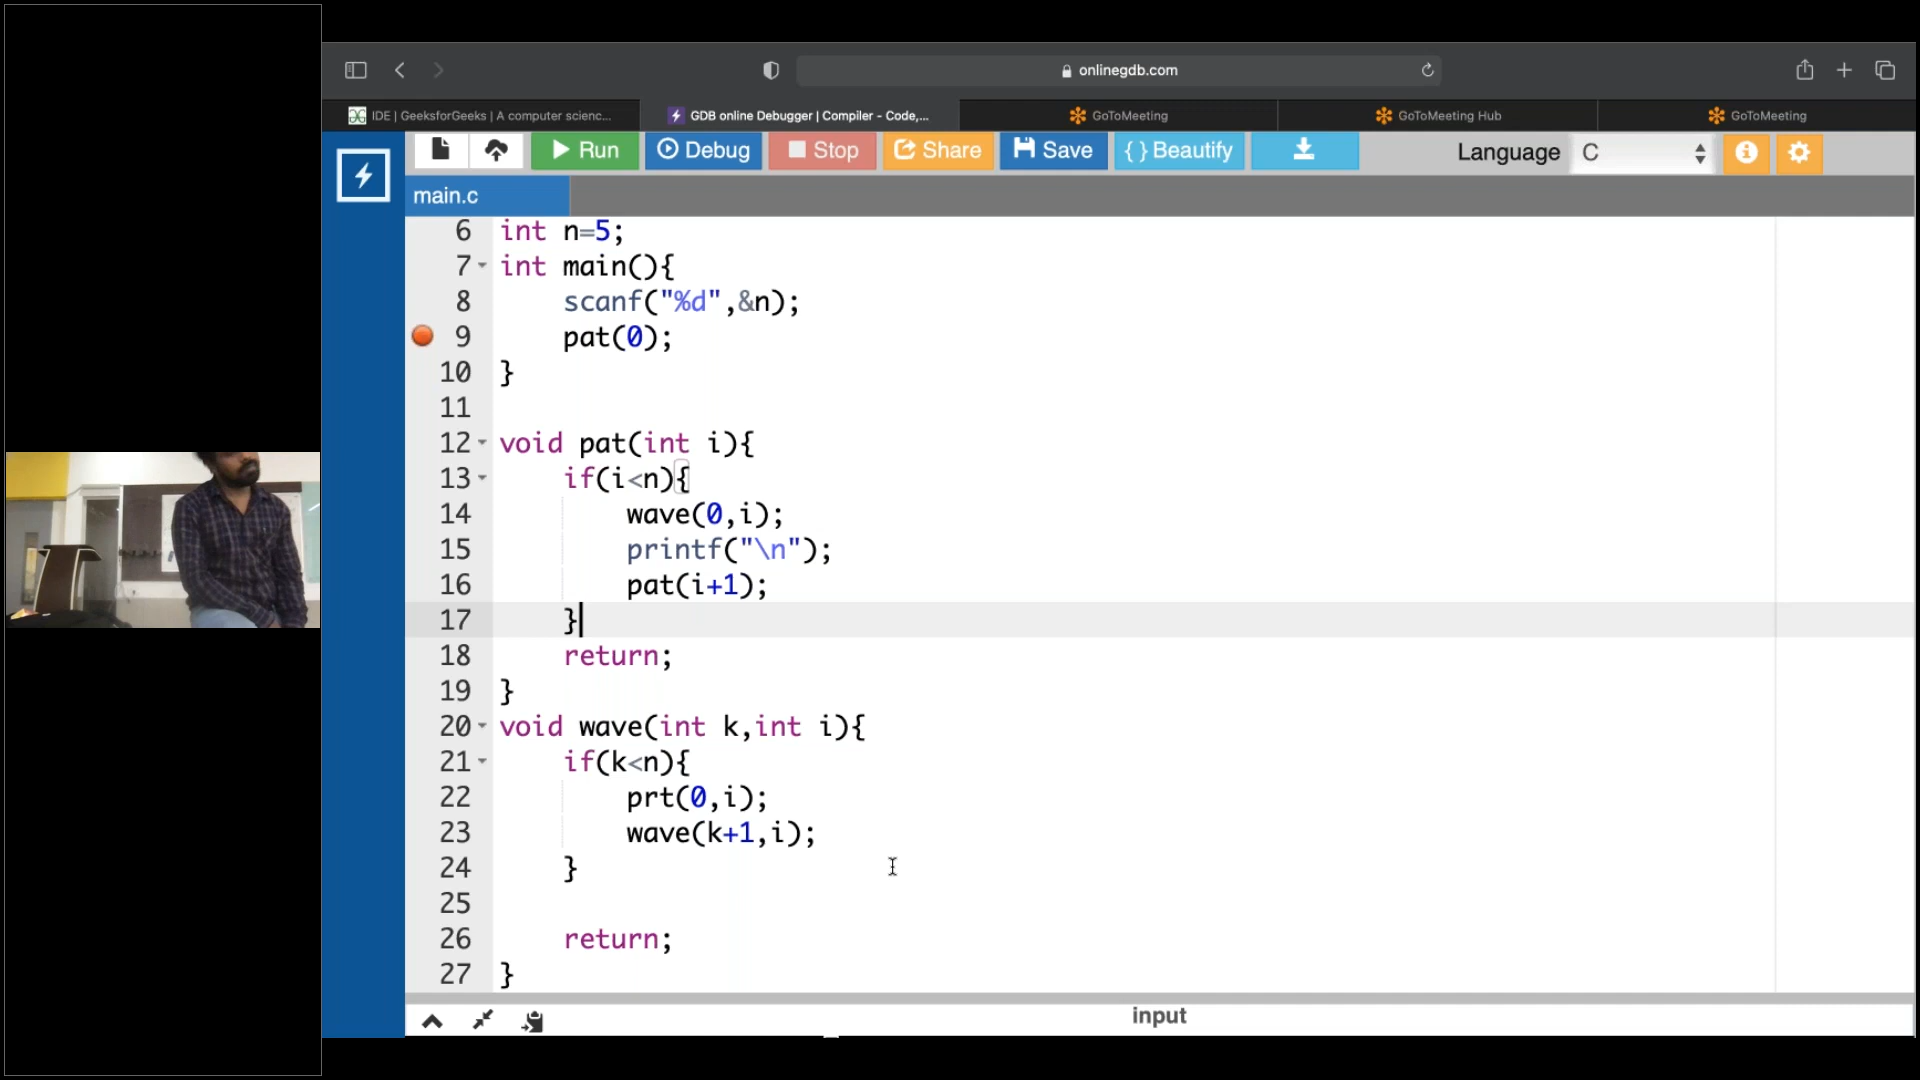 onlinegdb.com
IDE | GeeksforGeeks | A computer scienc...
GDB online Debugger | Compiler - Code,...
GoToMeeting
GoToMeeting Hub
GoToMeeting
Run
Debug
Stop
Share
Save
{ } Beautify
Language C
main.c
6 int n=5;
7 int main(){
8 scanf("%d",&n);
9 pat(0);
10 }
11
12 void pat(int i){
13 if(i<n){
14 wave(0,i);
15 printf("\n");
16 pat(i+1);
17 }
18 return;
19 }
20 void wave(int k,int i){
21 if(k<n){
22 prt(0,i);
23 wave(k+1,i);
24 }
25
26 return;
27 }
input